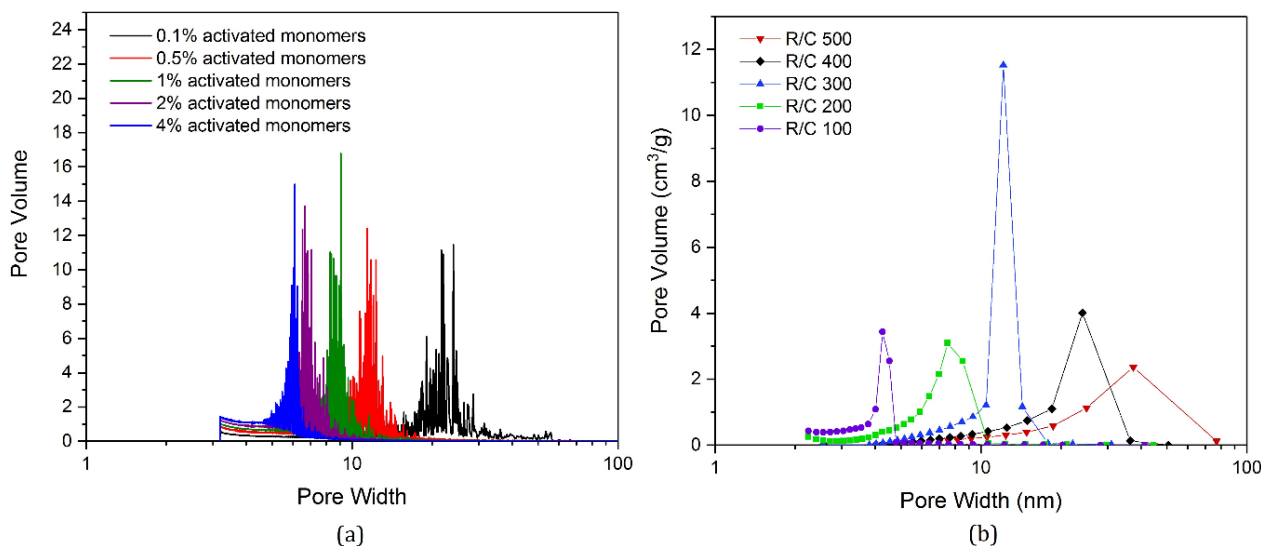 24
22
20
18
16
14
12
10
8
6
4
2
0
Pore Volume
0.1% activated monomers
0.5% activated monomers
1% activated monomers
2% activated monomers
4% activated monomers
1
10
100
Pore Width
(a)
12
10
8
6
4
2
0
Pore Volume (cm³/g)
R/C 500
R/C 400
R/C 300
R/C 200
R/C 100
1
10
100
Pore Width (nm)
(b)